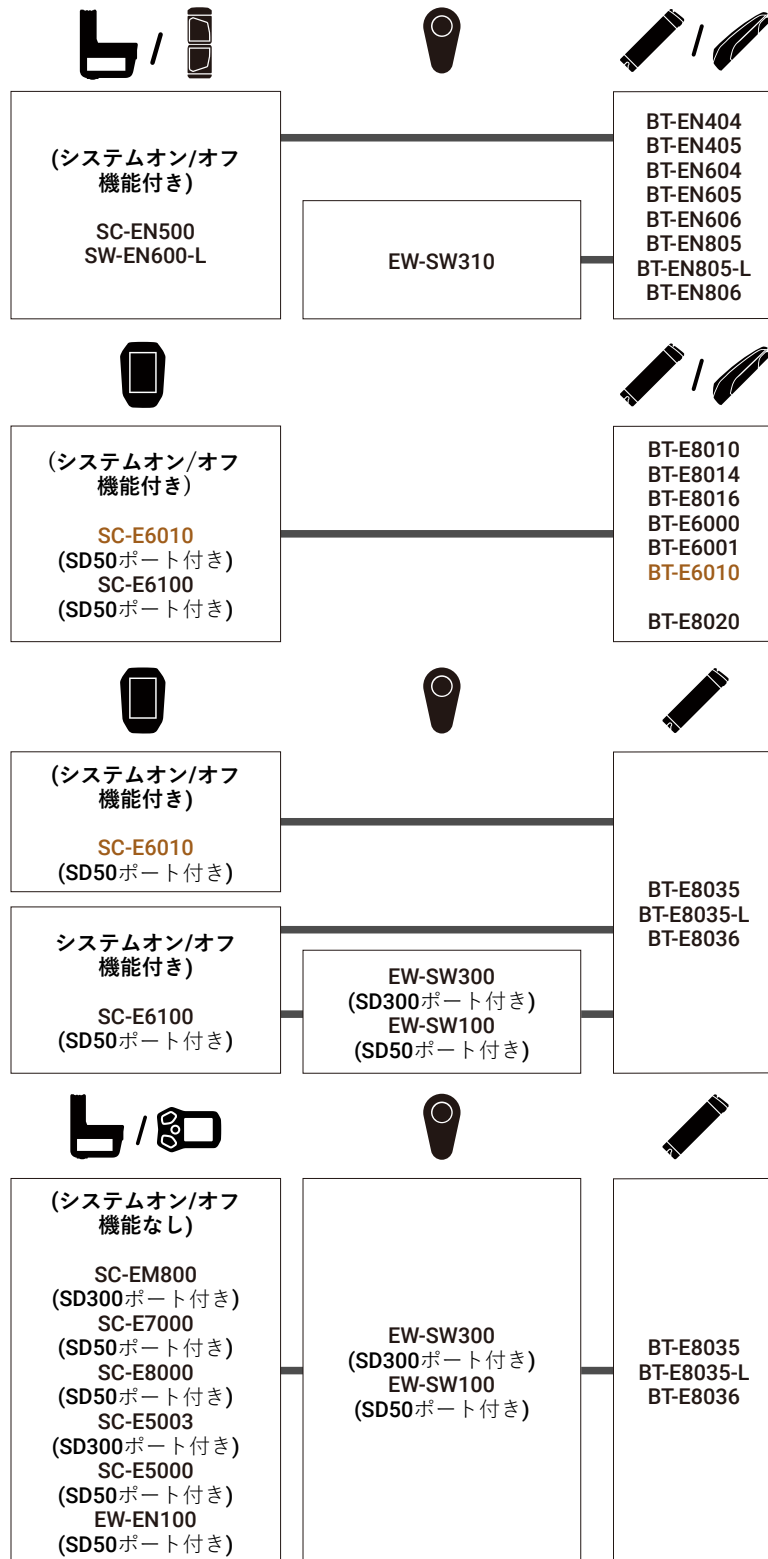 (システムオン/オフ
機能付き)
SC-EN500
SW-EN600-L
EW-SW310
BT-EN404
BT-EN405
BT-EN604
BT-EN605
BT-EN606
BT-EN805
BT-EN805-L
BT-EN806
(システムオン/オフ
機能付き)
SC-E6010
(SD50ポート付き)
SC-E6100
(SD50ポート付き)
BT-E8010
BT-E8014
BT-E8016
BT-E6000
BT-E6001
BT-E6010
BT-E8020
(システムオン/オフ
機能付き)
SC-E6010
(SD50ポート付き)
システムオン/オフ
機能付き)
SC-E6100
(SD50ポート付き)
EW-SW300
(SD300ポート付き)
EW-SW100
(SD50ポート付き)
BT-E8035
BT-E8035-L
BT-E8036
(システムオン/オフ
機能なし)
SC-EM800
(SD300ポート付き)
SC-E7000
(SD50ポート付き)
SC-E8000
(SD50ポート付き)
SC-E5003
(SD300ポート付き)
SC-E5000
(SD50ポート付き)
EW-EN100
(SD50ポート付き)
EW-SW300
(SD300ポート付き)
EW-SW100
(SD50ポート付き)
BT-E8035
BT-E8035-L
BT-E8036